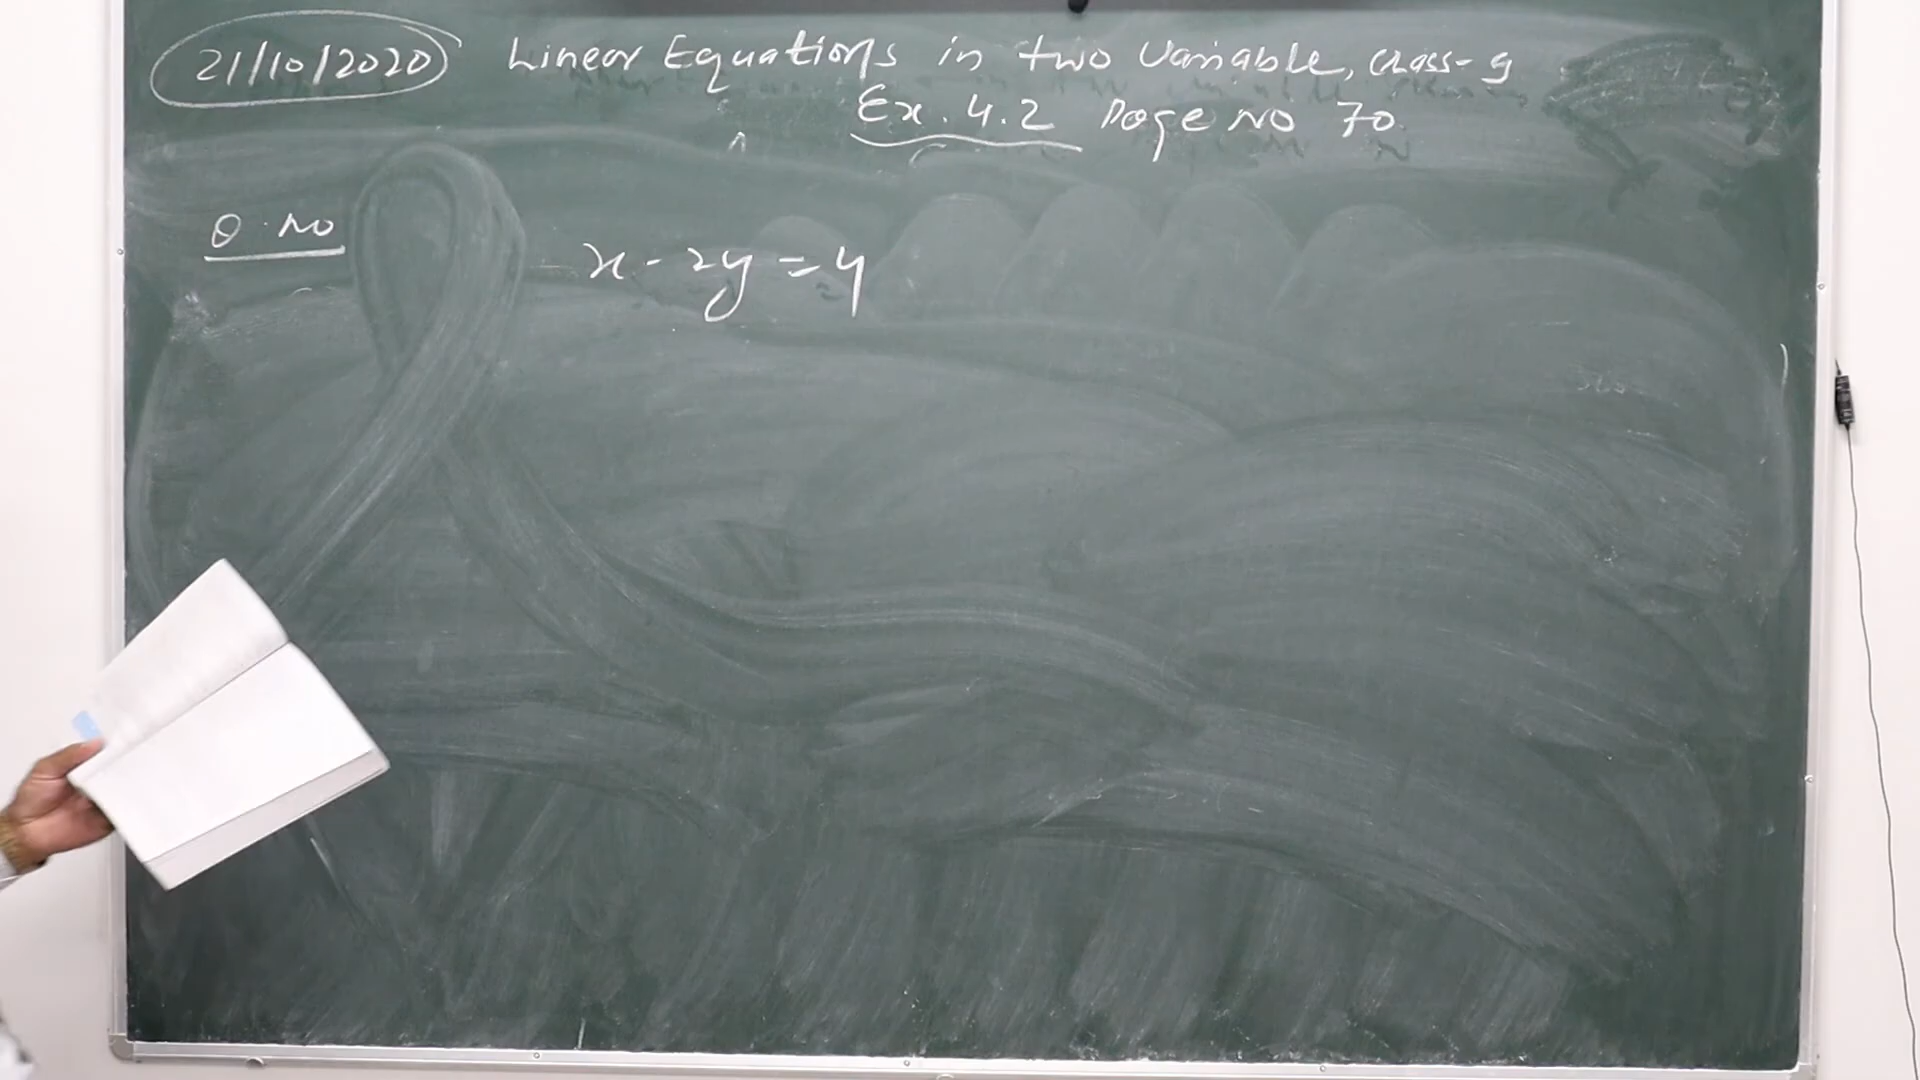 21/10/2020 Linear Equations in two Variable, class-9
Ex. 4.2 Page No 70
Q. No
x - 2y = 4